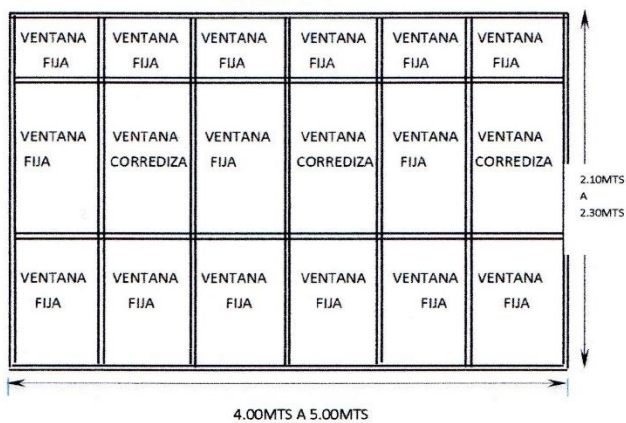 VENTANA VENTANA VENTANA VENTANA VENTANA VENTANA
FIJA FIJA FIJA FIJA FIJA FIJA
VENTANA VENTANA VENTANA VENTANA VENTANA VENTANA
FIJA CORREDIZA FIJA CORREDIZA FIJA CORREDIZA
2.10MTS
A
2.30MTS
VENTANA VENTANA VENTANA VENTANA VENTANA VENTANA
FIJA FIJA FIJA FIJA FIJA FIJA
4.00MTS A 5.00MTS